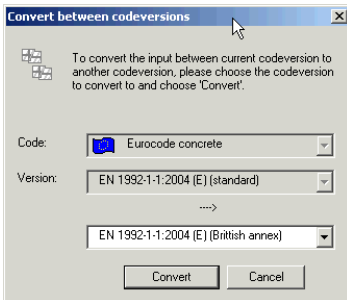 Convert between codeversions
To convert the input between current codeversion to
another codeversion, please choose the codeversion
to convert to and choose 'Convert'.
Code:
Eurocode concrete
Version:
EN 1992-1-1:2004 (E) (standard)
---->
EN 1992-1-1:2004 (E) (Brittish annex)
Convert
Cancel